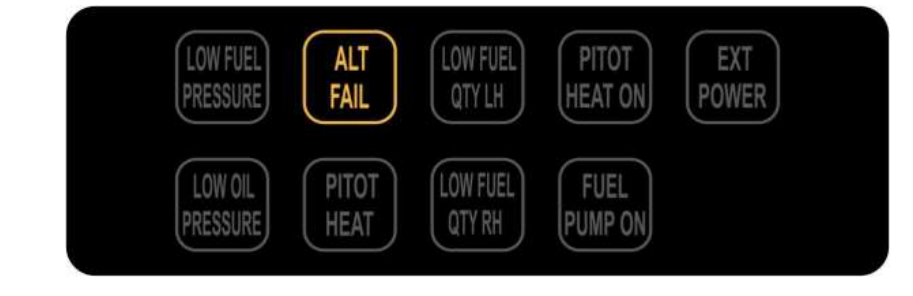 LOW FUEL
PRESSURE
ALT
FAIL
LOW FUEL
QTY LH
PITOT
HEAT ON
EXT
POWER
LOW OIL
PRESSURE
PITOT
HEAT
LOW FUEL
QTY RH
FUEL
PUMP ON